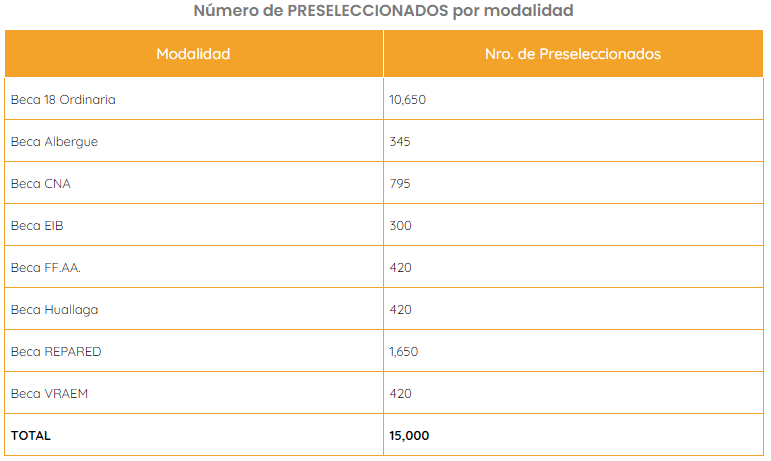 Número de PRESELECCIONADOS por modalidad
Modalidad Nro. de Preseleccionados
Beca 18 Ordinaria 10,650
Beca Albergue 345
Beca CNA 795
Beca EIB 300
Beca FF.AA. 420
Beca Huallaga 420
Beca REPARED 1,650
Beca VRAEM 420
TOTAL 15,000